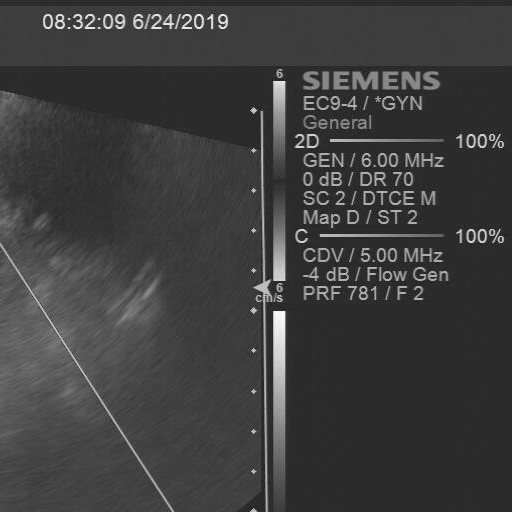 08:32:09 6/24/2019
6
SIEMENS
EC9-4 / *GYN
General
2D 100%
GEN / 6.00 MHz
0 dB / DR 70
SC 2 / DTCE M
Map D / ST 2
C 100%
CDV / 5.00 MHz
-4 dB / Flow Gen
PRF 781 / F 2
6
cm/s